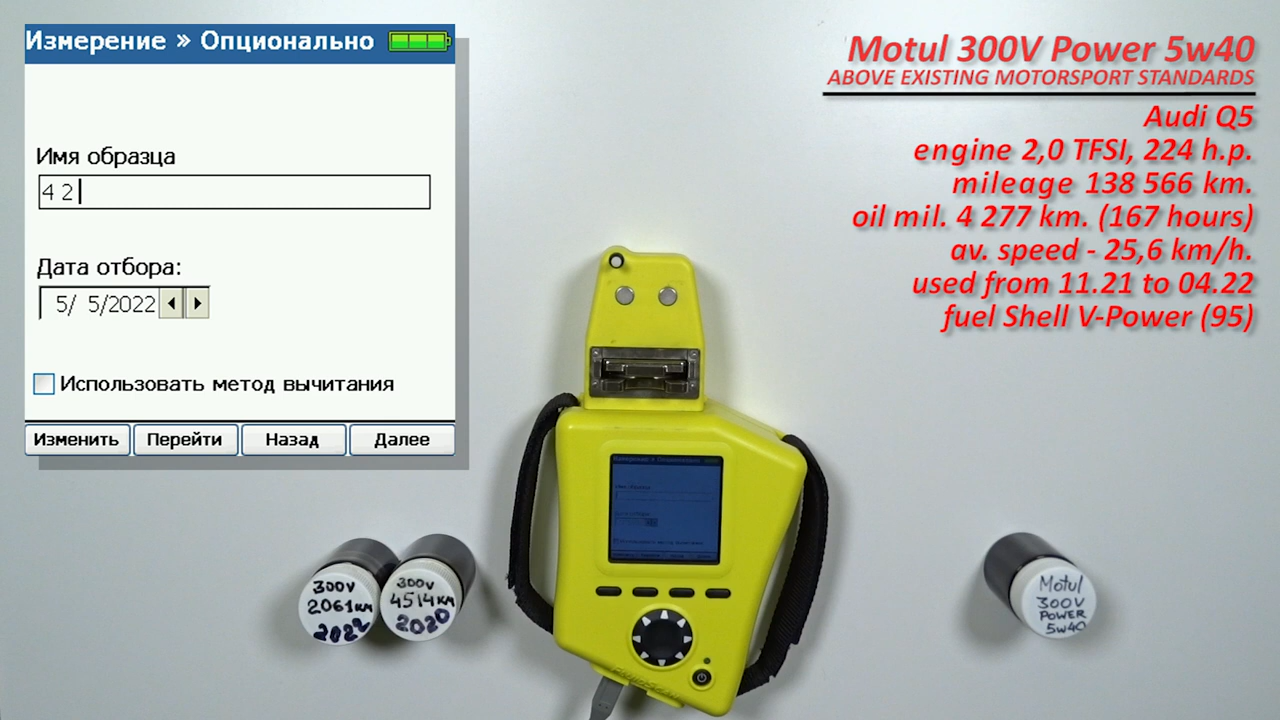 Измерение » Опционально
Имя образца
4 2
Дата отбора:
5/ 5/2022
Использовать метод вычитания
Изменить
Перейти
Назад
Далее
Motul 300V Power 5w40
ABOVE EXISTING MOTORSPORT STANDARDS
Audi Q5
engine 2,0 TFSI, 224 h.p.
mileage 138 566 km.
oil mil. 4 277 km. (167 hours)
av. speed - 25,6 km/h.
used from 11.21 to 04.22
fuel Shell V-Power (95)
300V
2061км
2022
300V
4514км
2020
Motul
300V
POWER
5w40